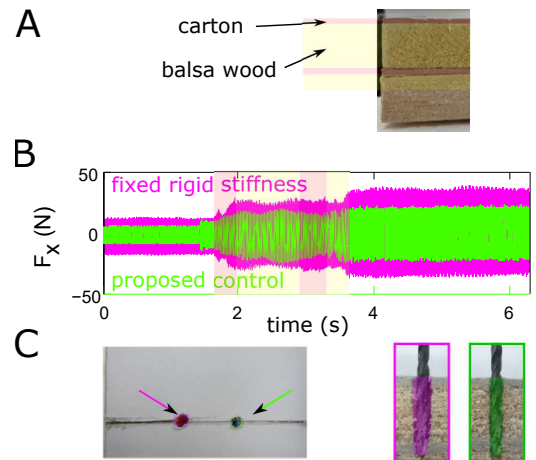 A
carton
balsa wood
B
50
fixed rigid stiffness
0
F_x (N)
proposed control
−50
0
2
4
6
time (s)
C